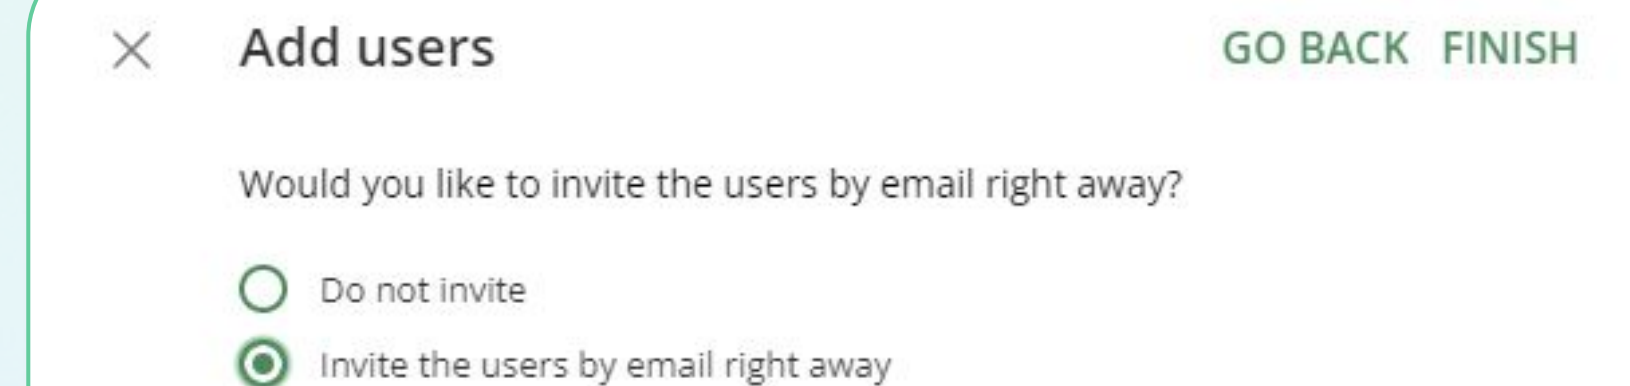 Add users GO BACK FINISH
Would you like to invite the users by email right away?
Do not invite
Invite the users by email right away